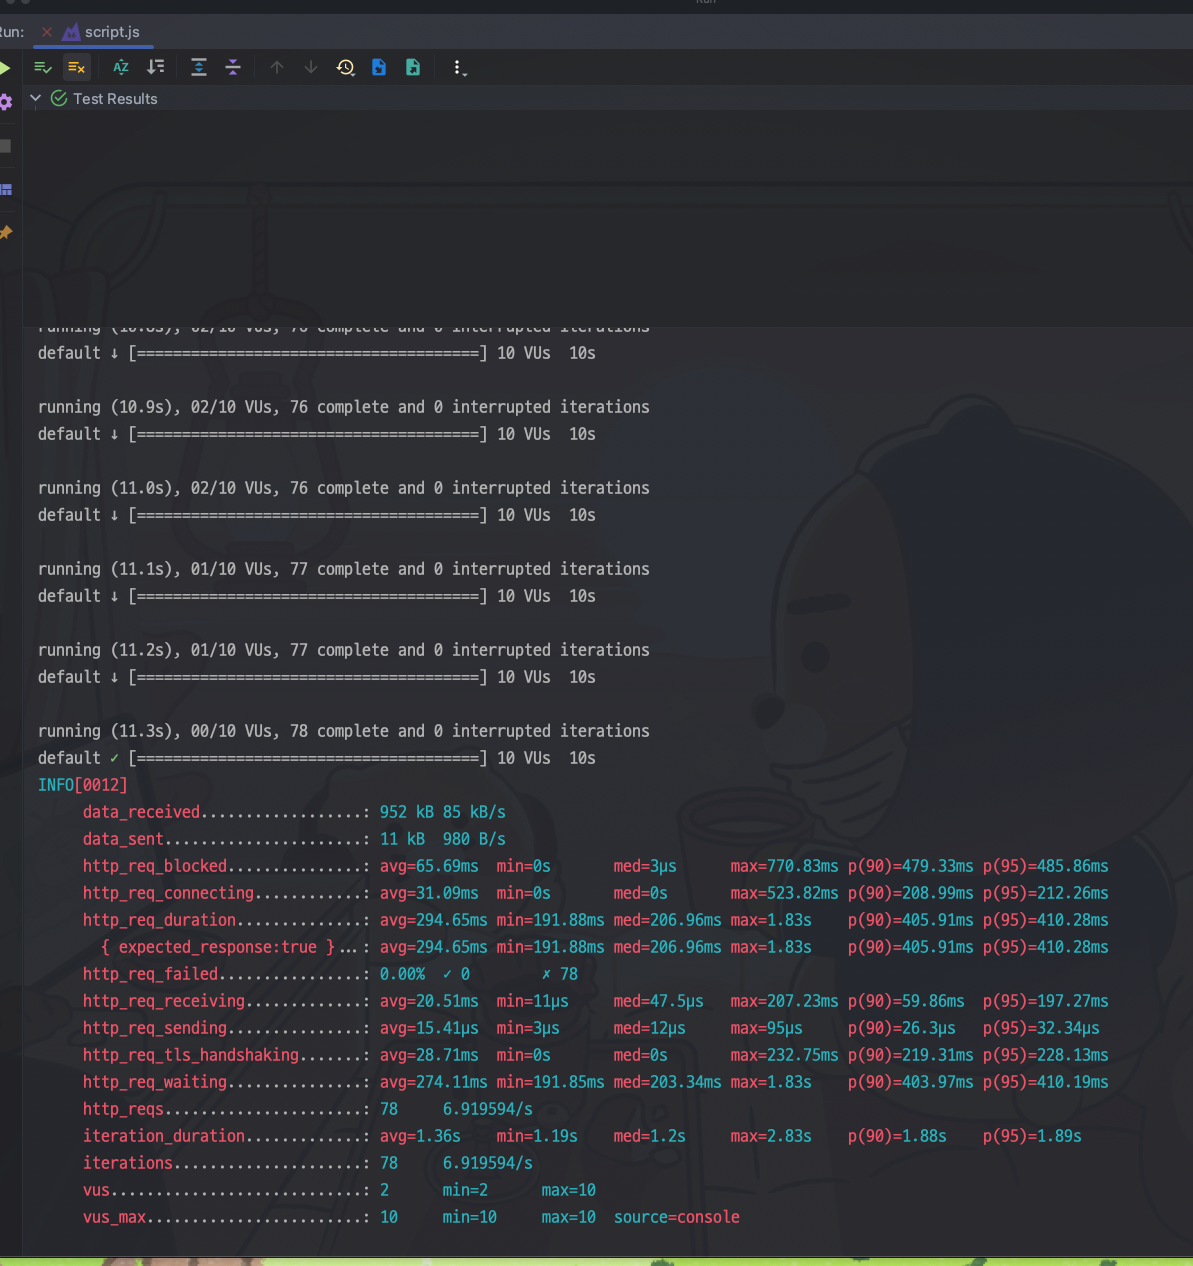 Run
Run:
script.js
Test Results
running (10.8s), 02/10 VUs, 76 complete and 0 interrupted iterations
default ↓ [======================================] 10 VUs  10s
running (10.9s), 02/10 VUs, 76 complete and 0 interrupted iterations
default ↓ [======================================] 10 VUs  10s
running (11.0s), 02/10 VUs, 76 complete and 0 interrupted iterations
default ↓ [======================================] 10 VUs  10s
running (11.1s), 01/10 VUs, 77 complete and 0 interrupted iterations
default ↓ [======================================] 10 VUs  10s
running (11.2s), 01/10 VUs, 77 complete and 0 interrupted iterations
default ↓ [======================================] 10 VUs  10s
running (11.3s), 00/10 VUs, 78 complete and 0 interrupted iterations
default ✓ [======================================] 10 VUs  10s
INFO[0012]
data_received..................: 952 kB 85 kB/s
data_sent......................: 11 kB  980 B/s
http_req_blocked...............: avg=65.69ms  min=0s       med=3µs      max=770.83ms p(90)=479.33ms p(95)=485.86ms
http_req_connecting............: avg=31.09ms  min=0s       med=0s       max=523.82ms p(90)=208.99ms p(95)=212.26ms
http_req_duration..............: avg=294.65ms min=191.88ms med=206.96ms max=1.83s    p(90)=405.91ms p(95)=410.28ms
{ expected_response:true }...: avg=294.65ms min=191.88ms med=206.96ms max=1.83s    p(90)=405.91ms p(95)=410.28ms
http_req_failed................: 0.00%  ✓ 0        ✗ 78
http_req_receiving.............: avg=20.51ms  min=11µs     med=47.5µs   max=207.23ms p(90)=59.86ms  p(95)=197.27ms
http_req_sending...............: avg=15.41µs  min=3µs      med=12µs     max=95µs     p(90)=26.3µs   p(95)=32.34µs
http_req_tls_handshaking.......: avg=28.71ms  min=0s       med=0s       max=232.75ms p(90)=219.31ms p(95)=228.13ms
http_req_waiting...............: avg=274.11ms min=191.85ms med=203.34ms max=1.83s    p(90)=403.97ms p(95)=410.19ms
http_reqs......................: 78     6.919594/s
iteration_duration.............: avg=1.36s    min=1.19s    med=1.2s     max=2.83s    p(90)=1.88s    p(95)=1.89s
iterations.....................: 78     6.919594/s
vus............................: 2      min=2      max=10
vus_max........................: 10     min=10     max=10  source=console